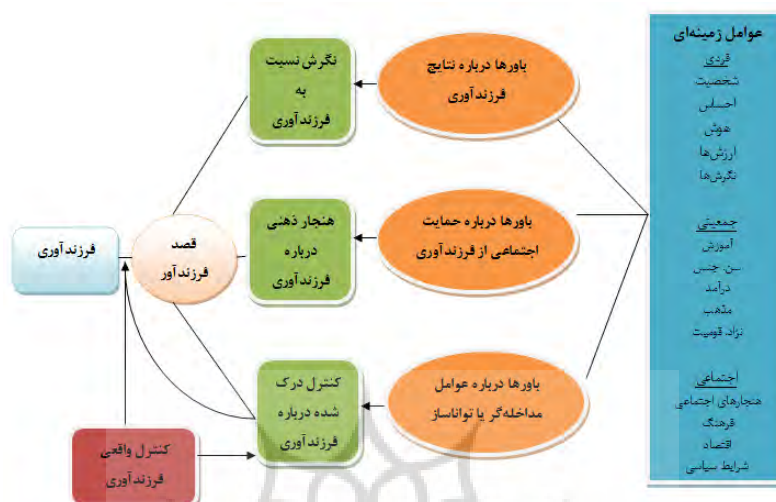 عوامل زمینه‌ای
فردی
شخصیت
احساس
هوش
ارزش‌ها
نگرش‌ها
جمعیتی
آموزش
سن، جنس
درآمد
مذهب
نژاد، قومیت
اجتماعی
هنجارهای اجتماعی
فرهنگ
اقتصاد
شرایط سیاسی
باورها درباره نتایج
فرزندآوری
باورها درباره حمایت
اجتماعی از فرزندآوری
باورها درباره عوامل
مداخله‌گر یا تواناساز
نگرش نسبت
به
فرزندآوری
هنجار ذهنی
درباره
فرزندآوری
کنترل درک
شده درباره
فرزندآوری
قصد
فرزندآور
فرزندآوری
کنترل واقعی
فرزندآوری